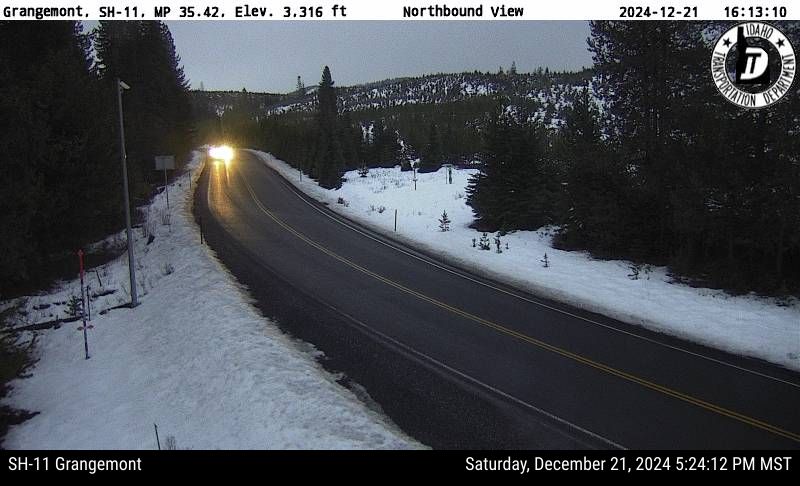 Grangemont, SH-11, MP 35.42, Elev. 3,316 ft Northbound View 2024-12-21 16:13:10
IDAHO
TRANSPORTATION DEPARTMENT
SH-11 Grangemont Saturday, December 21, 2024 5:24:12 PM MST